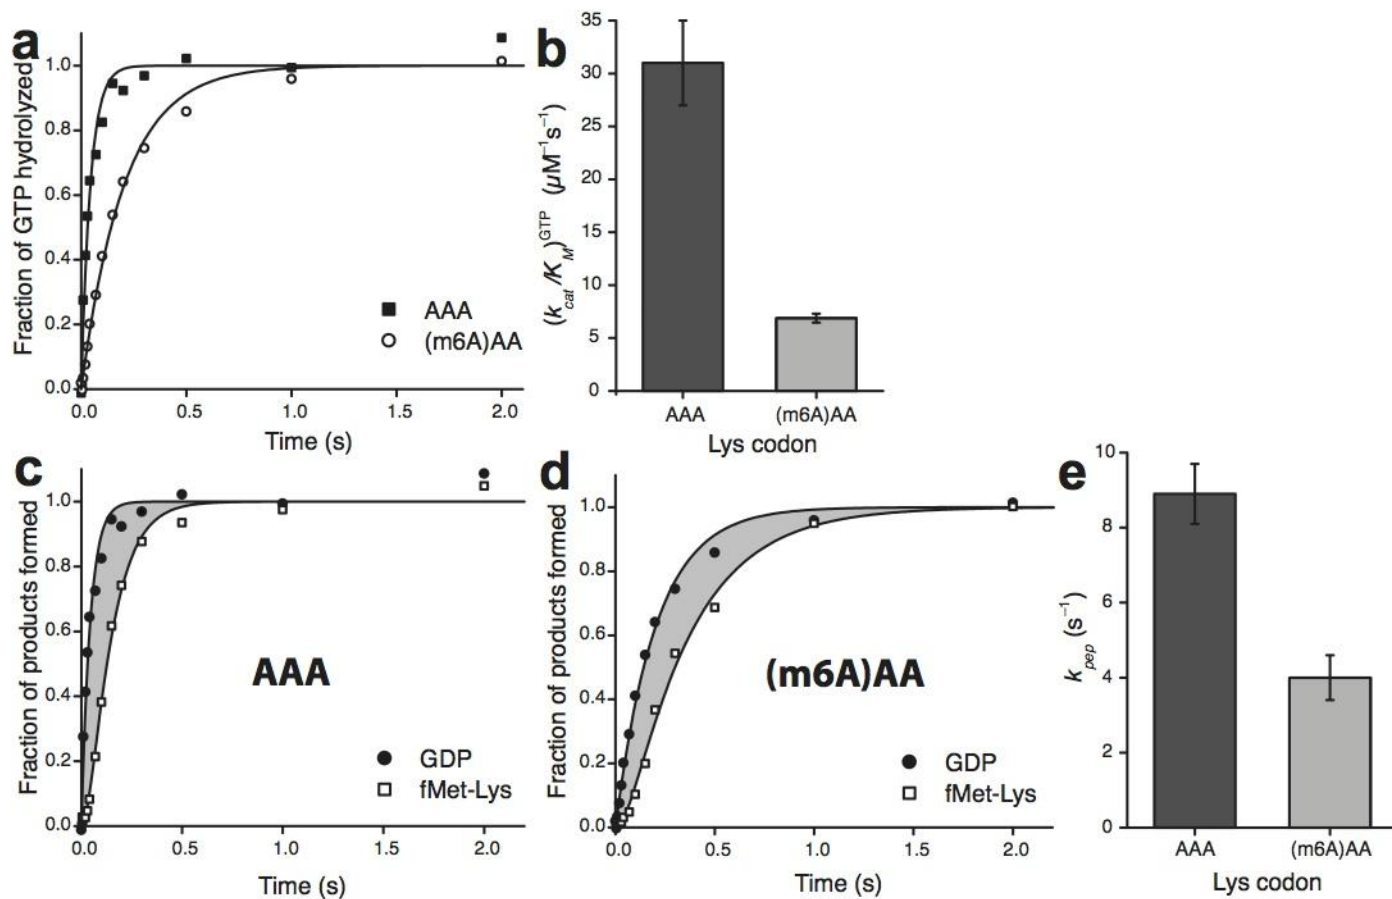 a
Fraction of GTP hydrolyzed
1.0
0.8
0.6
0.4
0.2
0.0
0.0 0.5 1.0 1.5 2.0
Time (s)
AAA
(m6A)AA
b
(kcat/KM)GTP (µM–1s–1)
35
30
25
20
15
10
5
0
AAA (m6A)AA
Lys codon
c
Fraction of products formed
1.0
0.8
0.6
0.4
0.2
0.0
0.0 0.5 1.0 1.5 2.0
Time (s)
AAA
GDP
fMet-Lys
d
Fraction of products formed
1.0
0.8
0.6
0.4
0.2
0.0
0.0 0.5 1.0 1.5 2.0
Time (s)
(m6A)AA
GDP
fMet-Lys
e
kpep (s–1)
10
8
6
4
2
0
AAA (m6A)AA
Lys codon